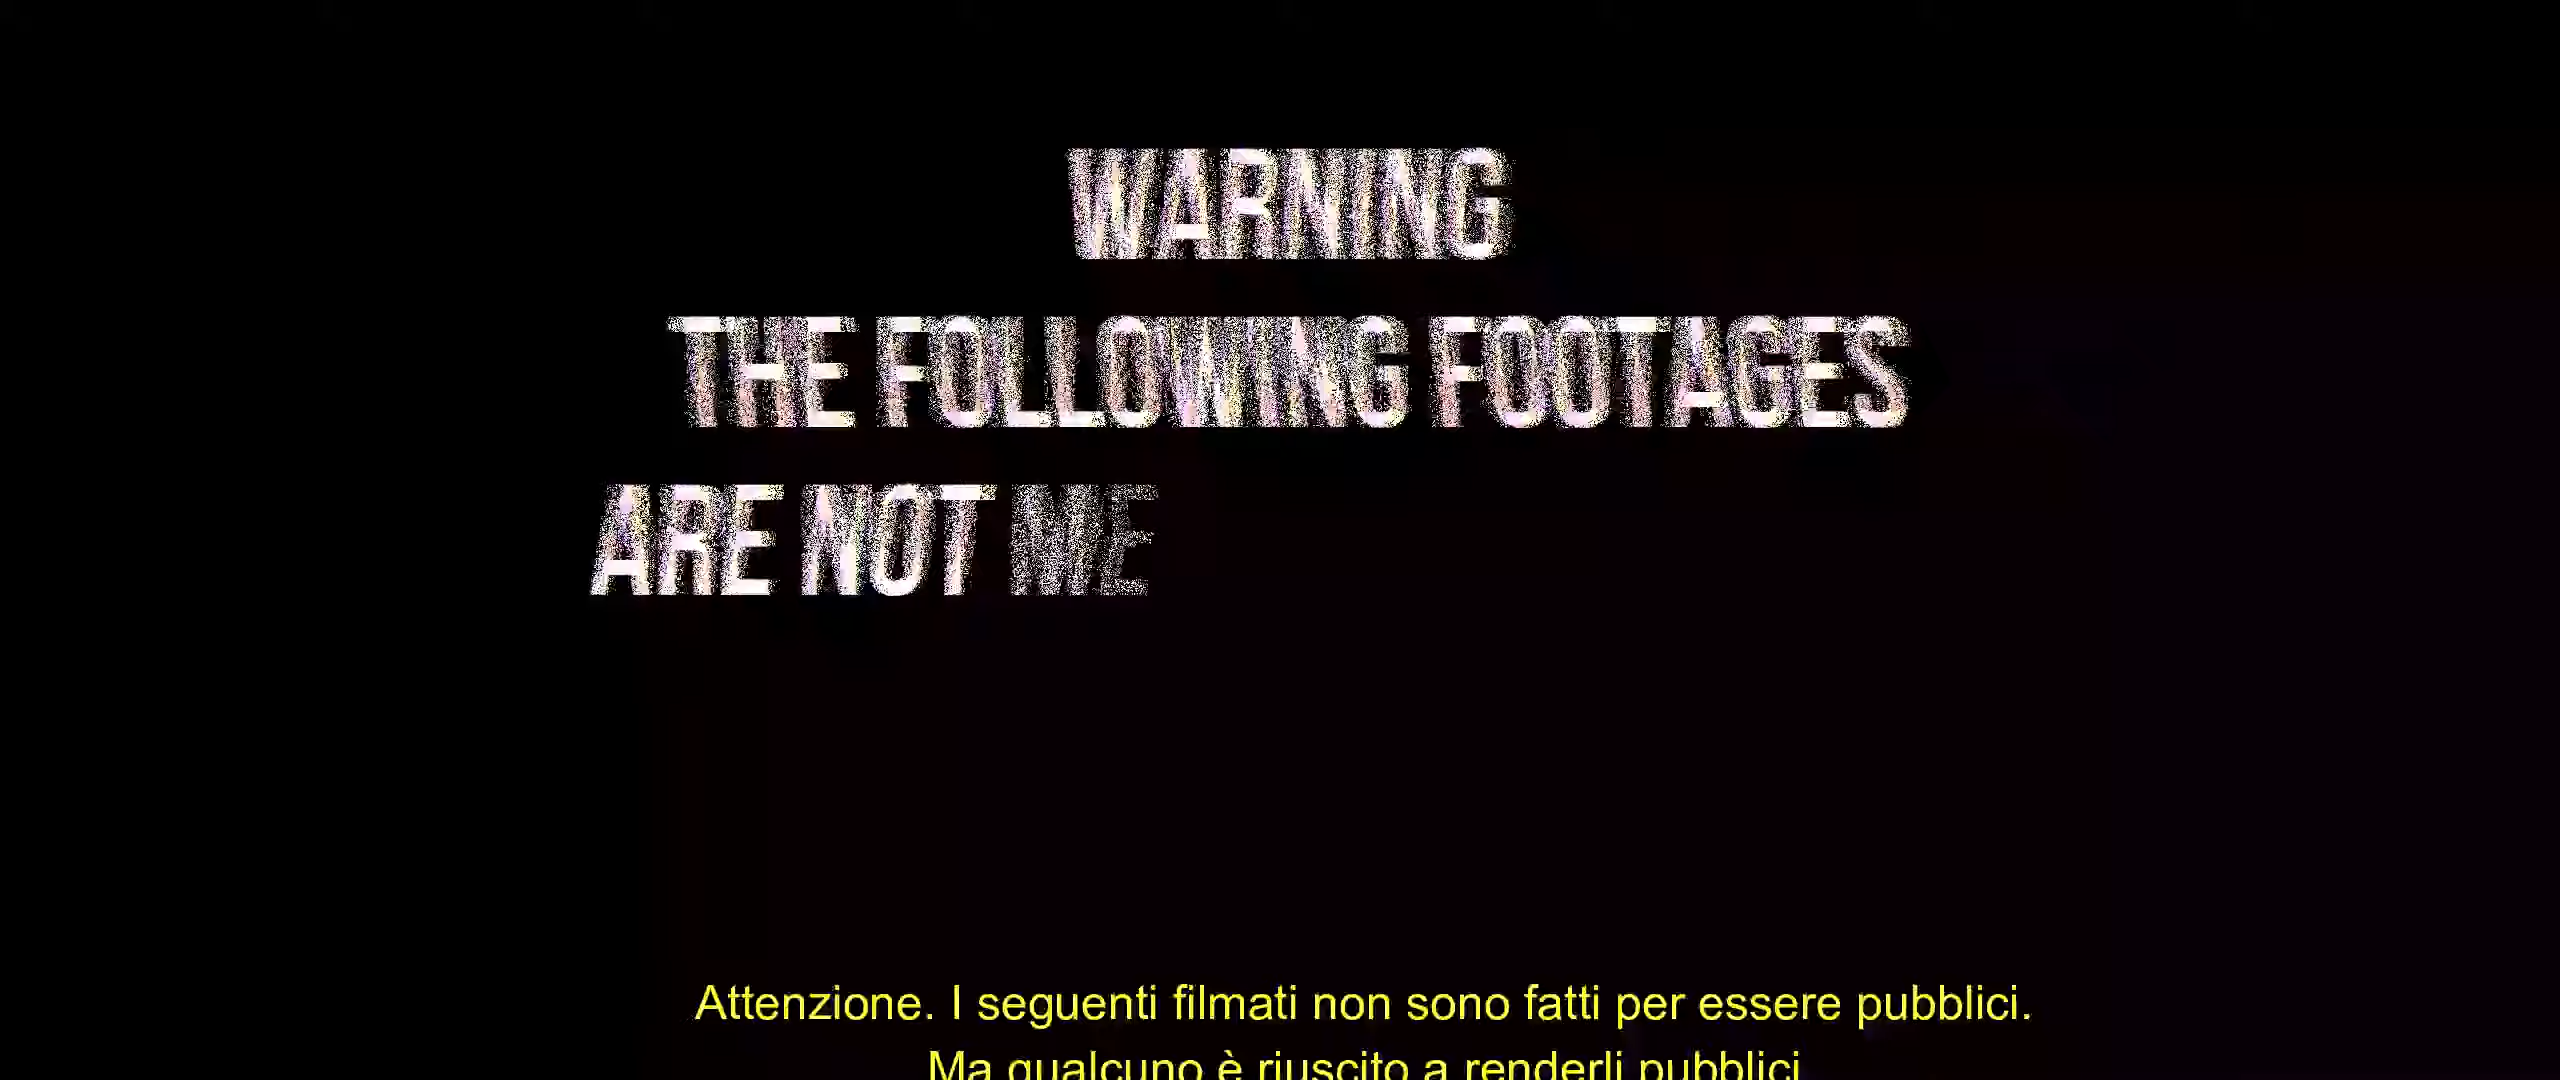 WARNING
THE FOLLOWING FOOTAGES
ARE NOT ME
Attenzione. I seguenti filmati non sono fatti per essere pubblici.
Ma qualcuno è riuscito a renderli pubblici